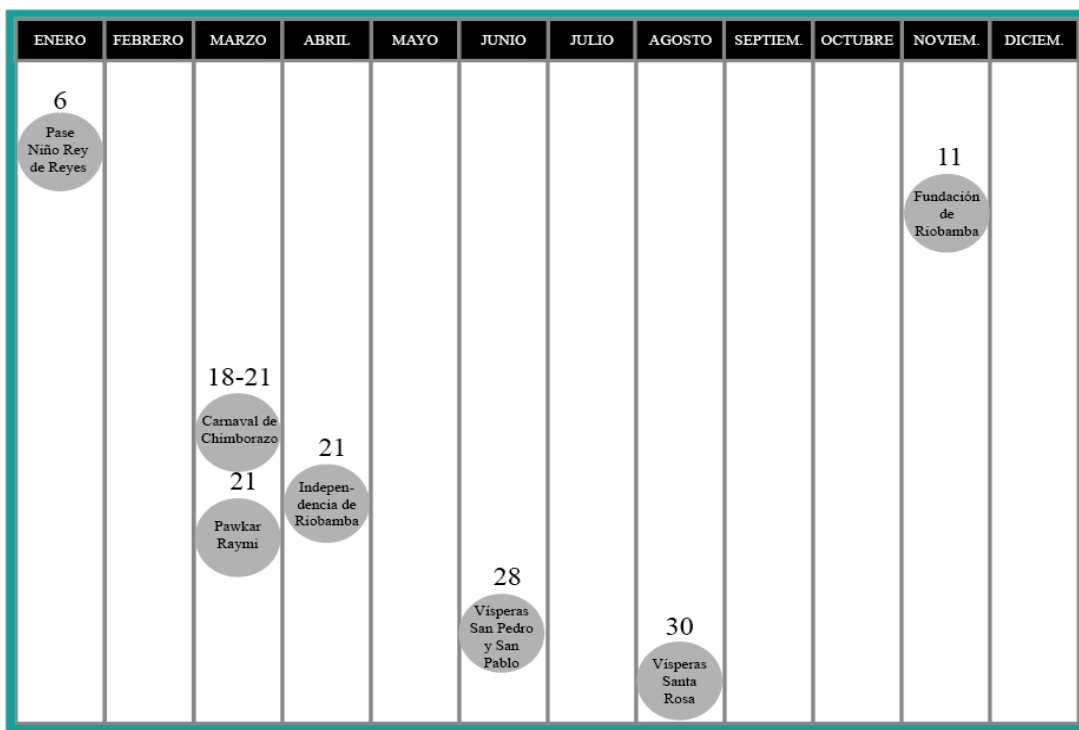 ENERO
FEBRERO
MARZO
ABRIL
MAYO
JUNIO
JULIO
AGOSTO
SEPTIEM.
OCTUBRE
NOVIEM.
DICIEM.
6
Pase
Niño Rey
de Reyes
18-21
Carnaval de
Chimborazo
21
Pawkar
Raymi
21
Indepen-
dencia de
Riobamba
28
Vísperas
San Pedro
y San
Pablo
30
Vísperas
Santa
Rosa
11
Fundación
de
Riobamba